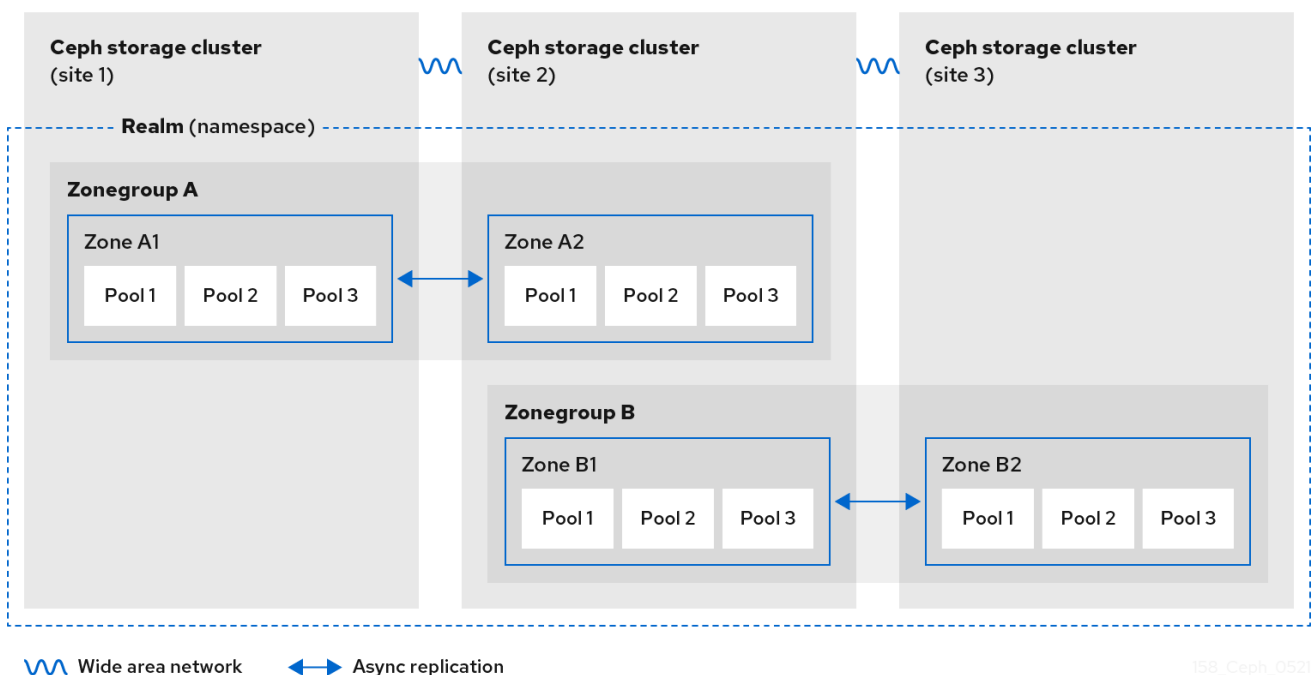 Ceph storage cluster
(site 1)
Ceph storage cluster
(site 2)
Ceph storage cluster
(site 3)
Realm (namespace)
Zonegroup A
Zone A1
Pool 1
Pool 2
Pool 3
Zone A2
Pool 1
Pool 2
Pool 3
Zonegroup B
Zone B1
Pool 1
Pool 2
Pool 3
Zone B2
Pool 1
Pool 2
Pool 3
Wide area network
Async replication
158_Ceph_0521